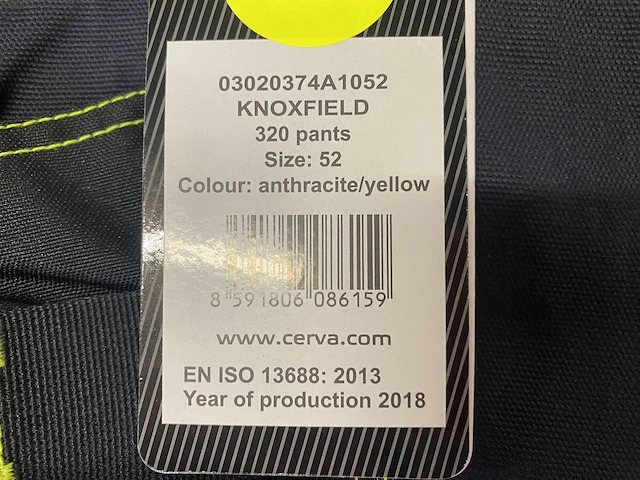 03020374A1052
KNOXFIELD
320 pants
Size: 52
Colour: anthracite/yellow
8 591806 086159
www.cerva.com
EN ISO 13688: 2013
Year of production 2018